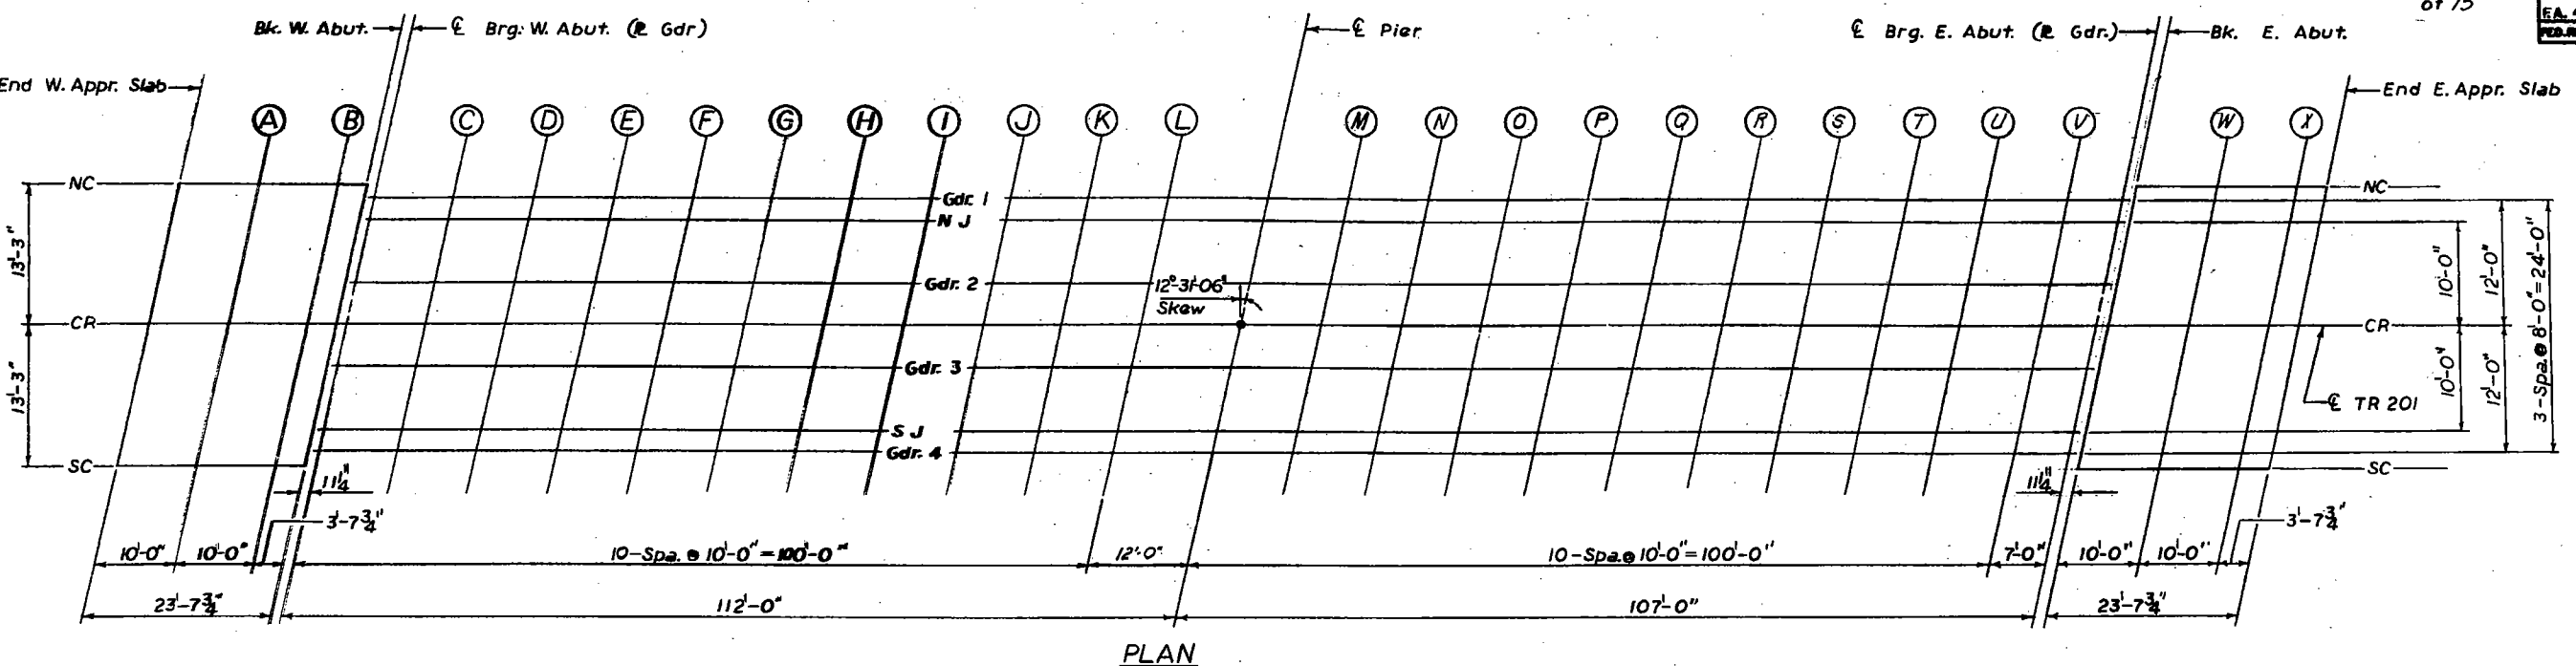 of 15
F.A.
Bk. W. Abut.
℄ Brg. W. Abut. (℄ Gdr)
℄ Pier
℄ Brg. E. Abut. (℄ Gdr.)
Bk. E. Abut.
End W. Appr. Slab
End E. Appr. Slab
A B C D E F G H I J K L M N O P Q R S T U V W X
NC
NC
Gdr. 1
N J
Gdr. 2
12°-31'-06"
Skew
13'-3"
CR
CR
Gdr. 3
℄ TR 201
13'-3"
S J
Gdr. 4
SC
SC
10'-0"
10'-0"
12'-0"
12'-0"
3-Spa. @ 8'-0" = 24'-0"
11¼"
11¼"
3'-7¾"
3'-7¾"
10'-0" 10'-0" 10-Spa. @ 10'-0" = 100'-0" 12'-0" 10-Spa. @ 10'-0" = 100'-0" 7'-0" 10'-0" 10'-0"
23'-7¾" 112'-0" 107'-0" 23'-7¾"
PLAN